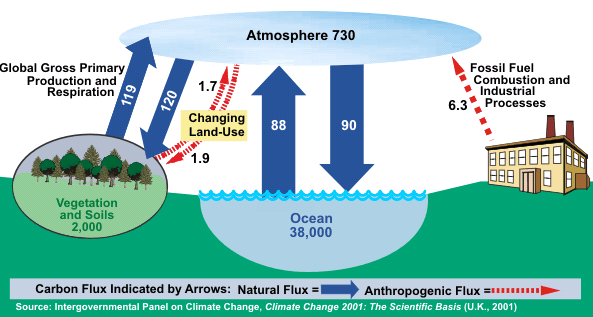 Atmosphere 730
Global Gross Primary
Production and
Respiration
119
120
1.7
Changing
Land-Use
1.9
88
90
6.3
Fossil Fuel
Combustion and
Industrial
Processes
Vegetation
and Soils
2,000
Ocean
38,000
Carbon Flux Indicated by Arrows: Natural Flux = Anthropogenic Flux =
Source: Intergovernmental Panel on Climate Change, Climate Change 2001: The Scientific Basis (U.K., 2001)